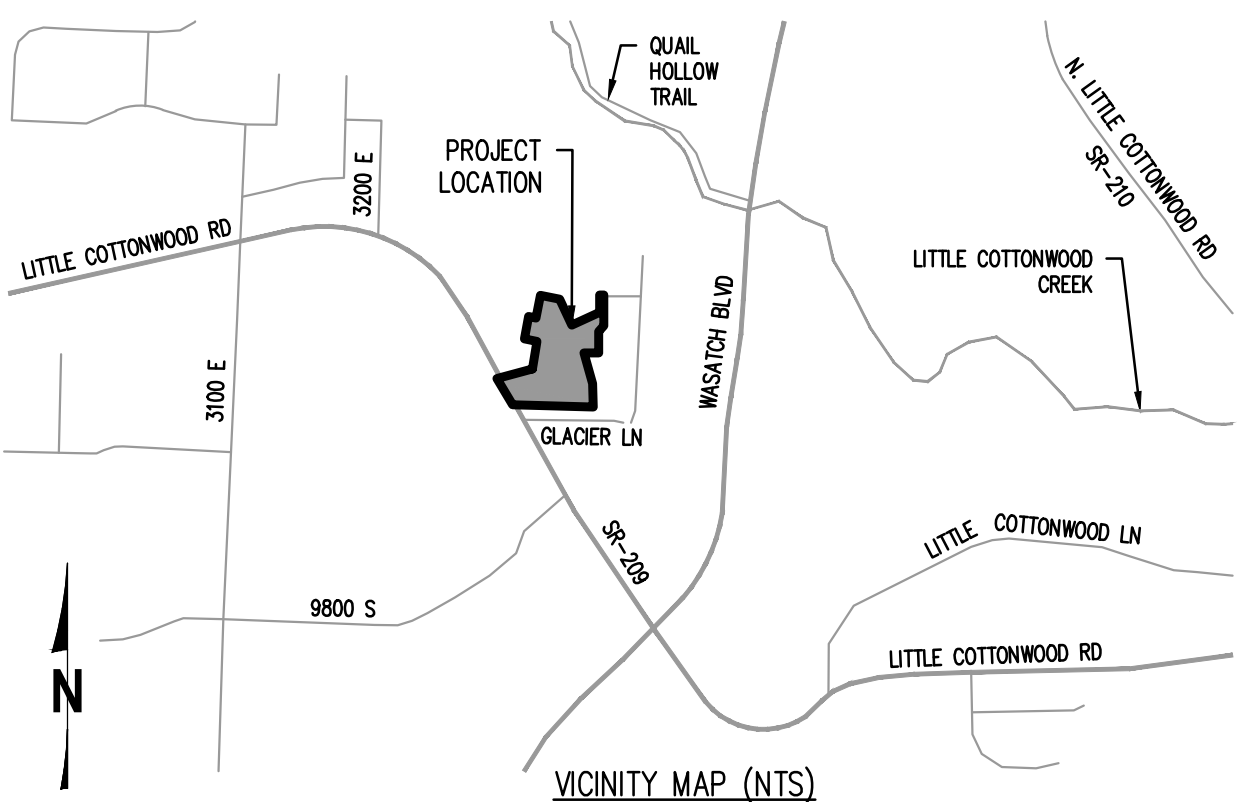 QUAIL
HOLLOW
TRAIL
N. LITTLE COTTONWOOD RD
SR-210
PROJECT
LOCATION
3200 E
LITTLE COTTONWOOD RD
LITTLE COTTONWOOD
CREEK
WASATCH BLVD
3100 E
GLACIER LN
SR-209
LITTLE COTTONWOOD LN
9800 S
LITTLE COTTONWOOD RD
N
VICINITY MAP (NTS)